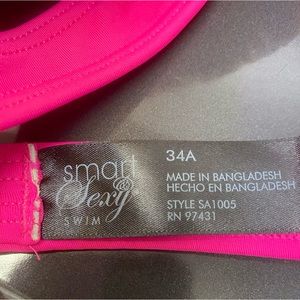 smart
& Sexy
SWIM
34A
MADE IN BANGLADESH
HECHO EN BANGLADESH
STYLE SA1005
RN 97431